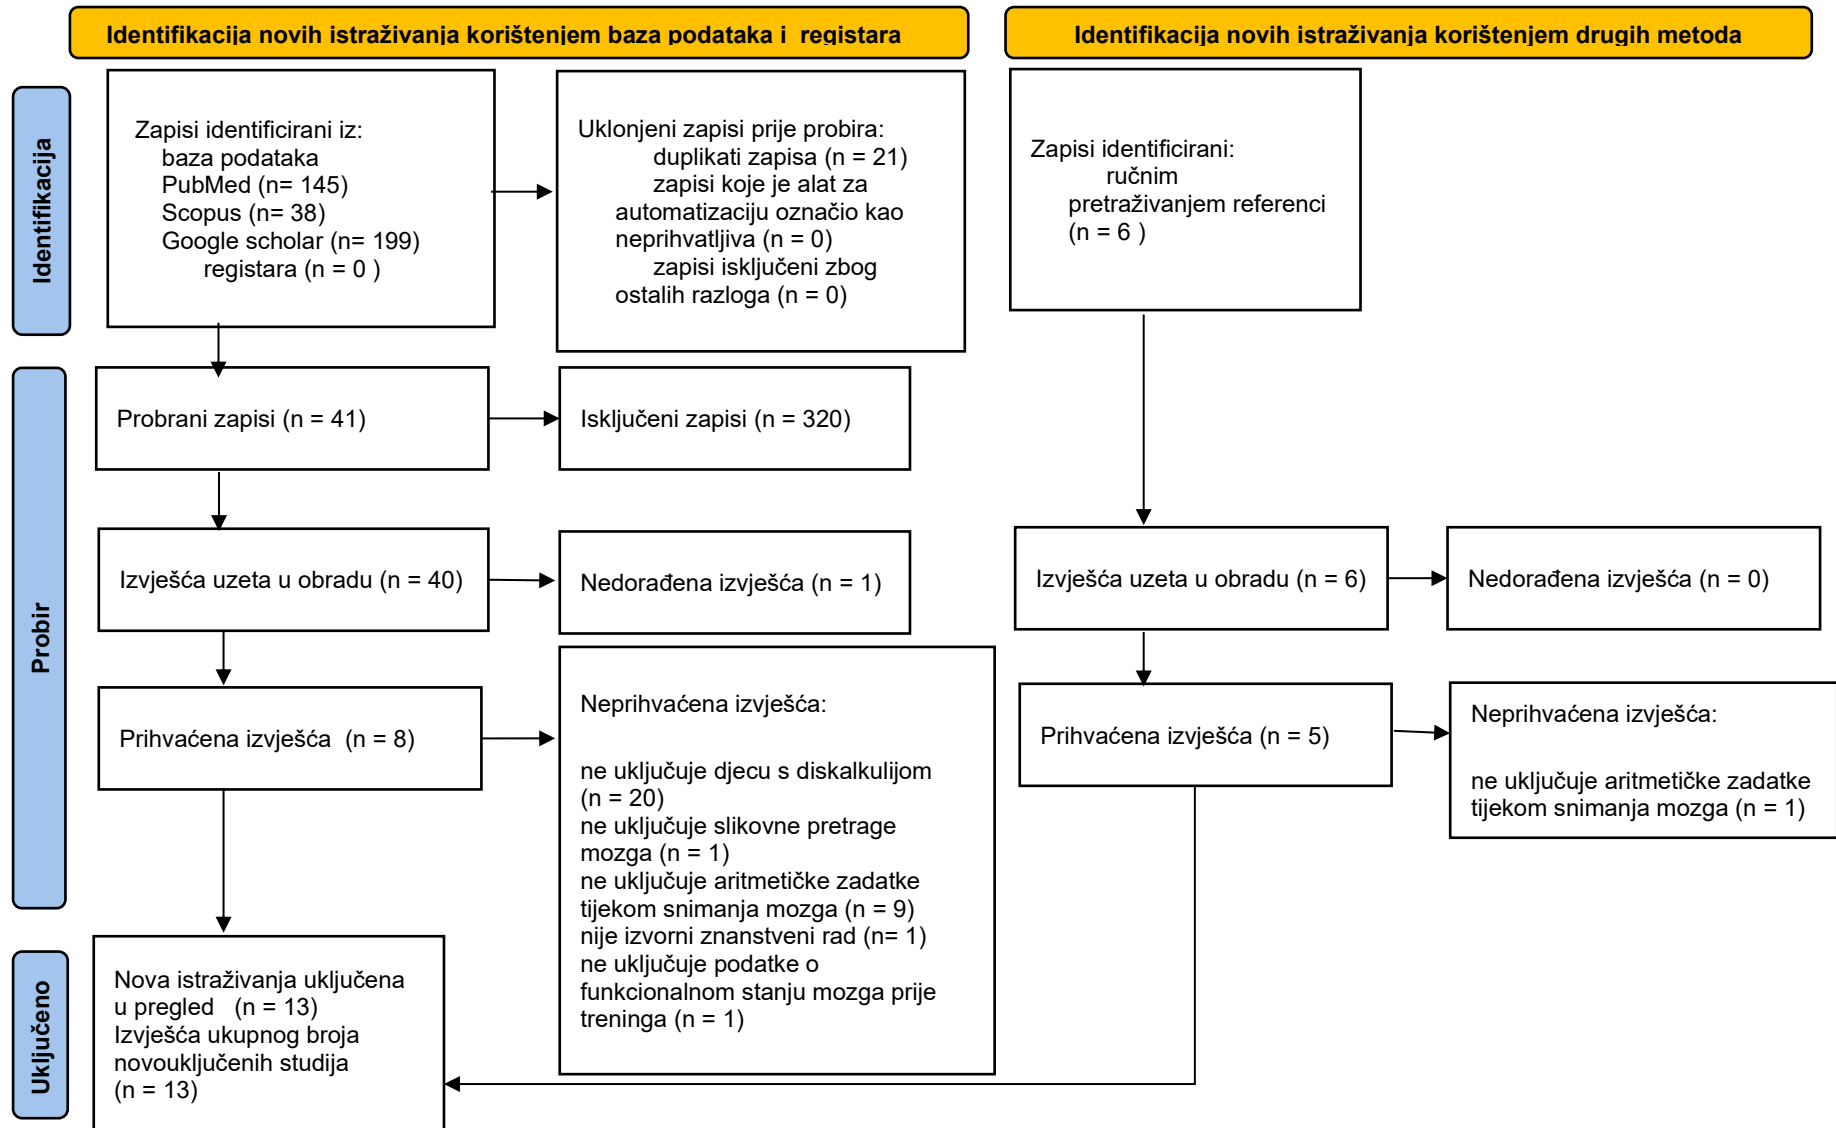 Identifikacija novih istraživanja korištenjem baza podataka i registara
Identifikacija novih istraživanja korištenjem drugih metoda
Identifikacija
Zapisi identificirani iz:
baza podataka
PubMed (n= 145)
Scopus (n= 38)
Google scholar (n= 199)
registara (n = 0 )
Uklonjeni zapisi prije probira:
duplikati zapisa (n = 21)
zapisi koje je alat za
automatizaciju označio kao
neprihvatljiva (n = 0)
zapisi isključeni zbog
ostalih razloga (n = 0)
Zapisi identificirani:
ručnim
pretraživanjem referenci
(n = 6 )
Probir
Probrani zapisi (n = 41)
Isključeni zapisi (n = 320)
Izvješća uzeta u obradu (n = 40)
Nedorađena izvješća (n = 1)
Izvješća uzeta u obradu (n = 6)
Nedorađena izvješća (n = 0)
Prihvaćena izvješća (n = 8)
Neprihvaćena izvješća:
ne uključuje djecu s diskalkulijom
(n = 20)
ne uključuje slikovne pretrage
mozga (n = 1)
ne uključuje aritmetičke zadatke
tijekom snimanja mozga (n = 9)
nije izvorni znanstveni rad (n= 1)
ne uključuje podatke o
funkcionalnom stanju mozga prije
treninga (n = 1)
Prihvaćena izvješća (n = 5)
Neprihvaćena izvješća:
ne uključuje aritmetičke zadatke
tijekom snimanja mozga (n = 1)
Uključeno
Nova istraživanja uključena
u pregled (n = 13)
Izvješća ukupnog broja
novouključenih studija
(n = 13)